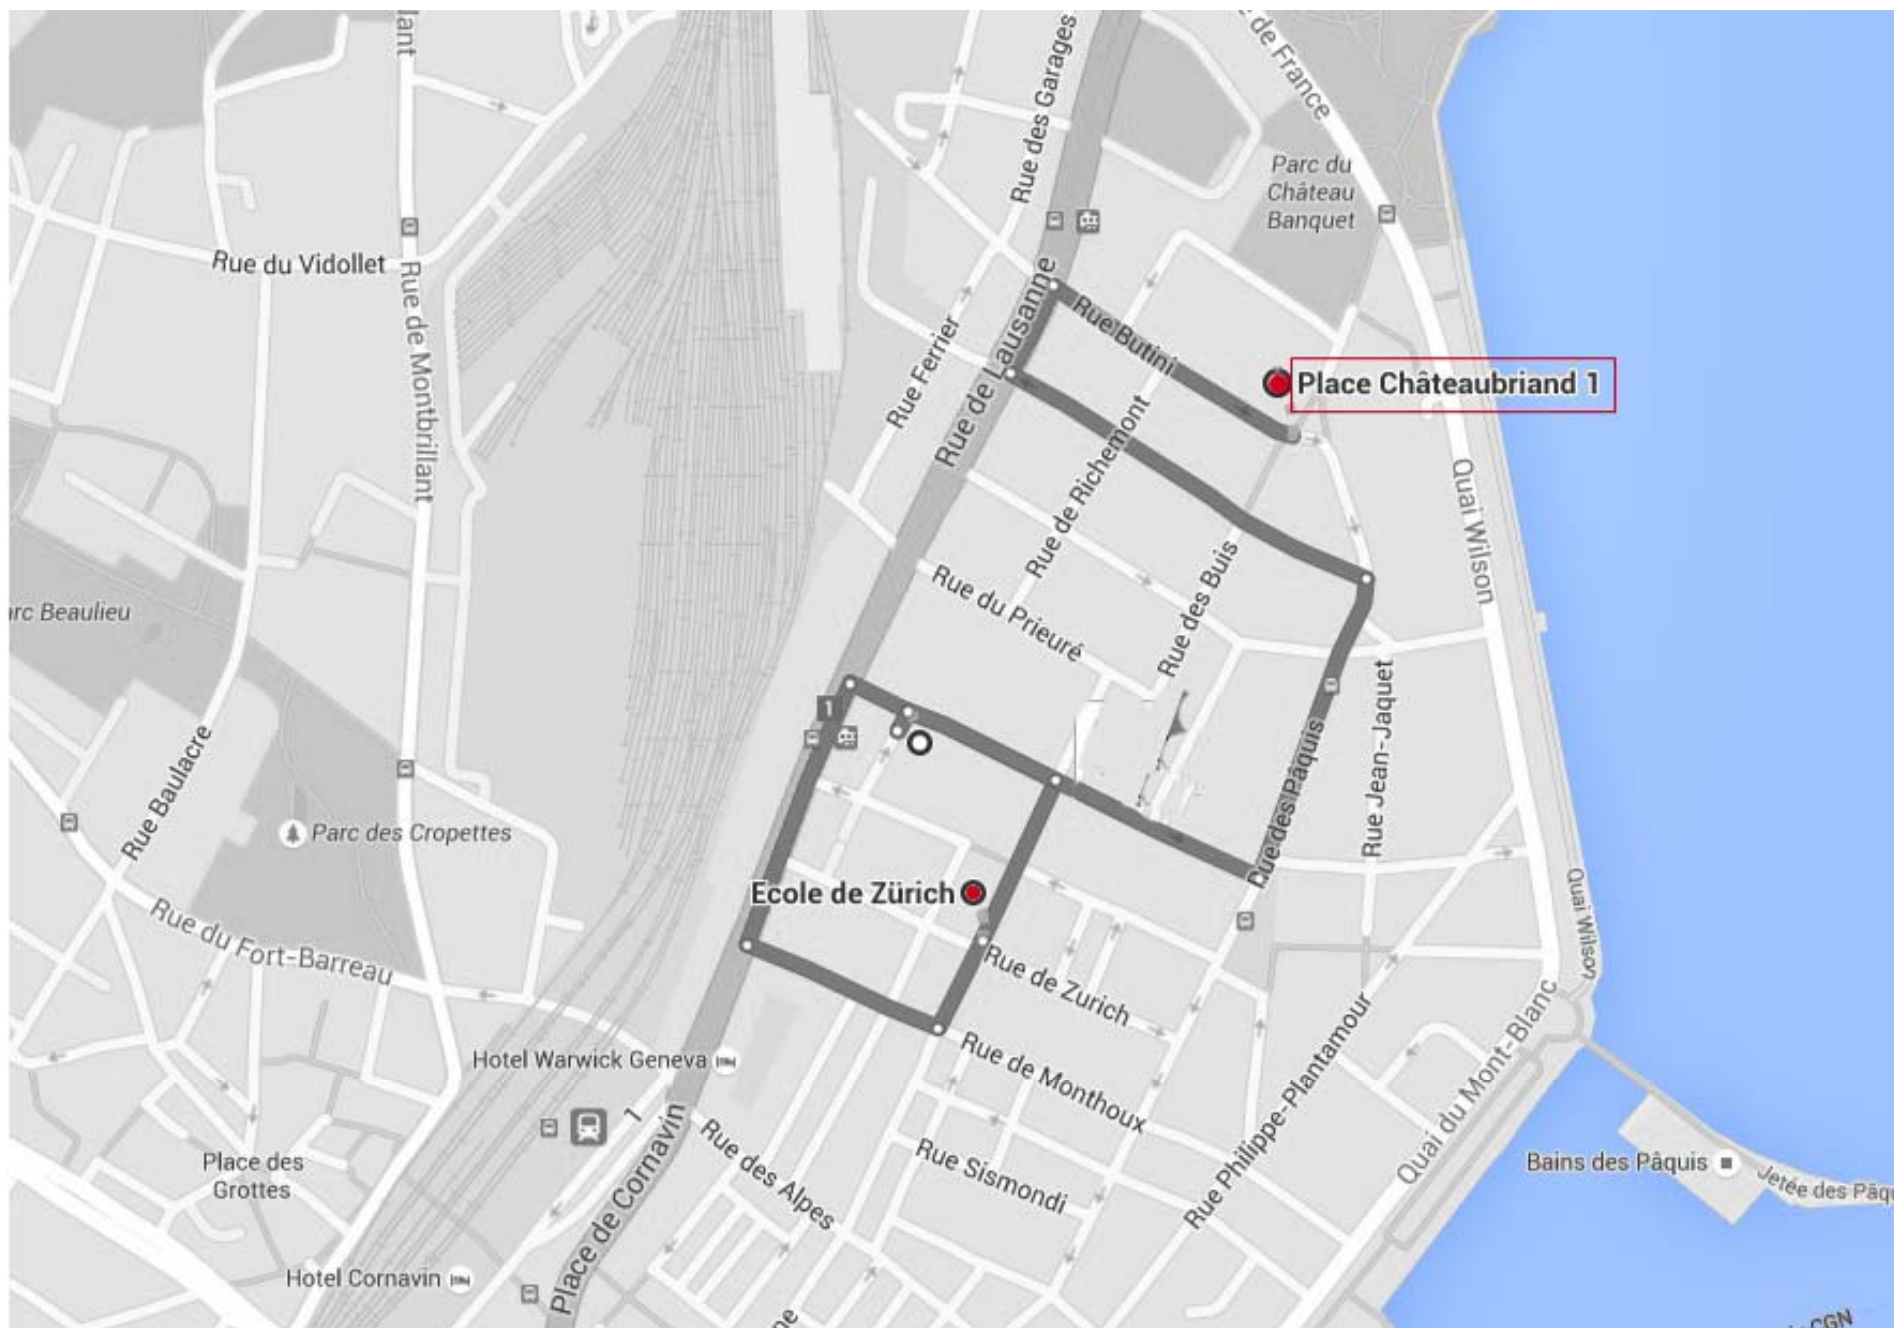 lant
de France
Rue des Garages
Parc du
Château
Banquet
Rue du Vidollet
Rue de Montbrillant
Rue de Lausanne
Rue Butini
Rue Ferrier
Place Châteaubriand 1
Rue de Richemont
Quai Wilson
Rue des Buis
Rue du Prieuré
arc Beaulieu
Rue Jean-Jaquet
1
Rue Baulacre
Rue des Pâquis
Parc des Cropettes
Ecole de Zürich
Quai Wilson
Rue du Fort-Barreau
Rue de Zurich
Quai du Mont-Blanc
Rue Philippe-Plantamour
Hotel Warwick Geneva
Rue de Monthoux
1
Place de Cornavin
Rue des Alpes
Rue Sismondi
Place des
Grottes
Bains des Pâquis
Jetée des Pâqu
Hotel Cornavin
CGN